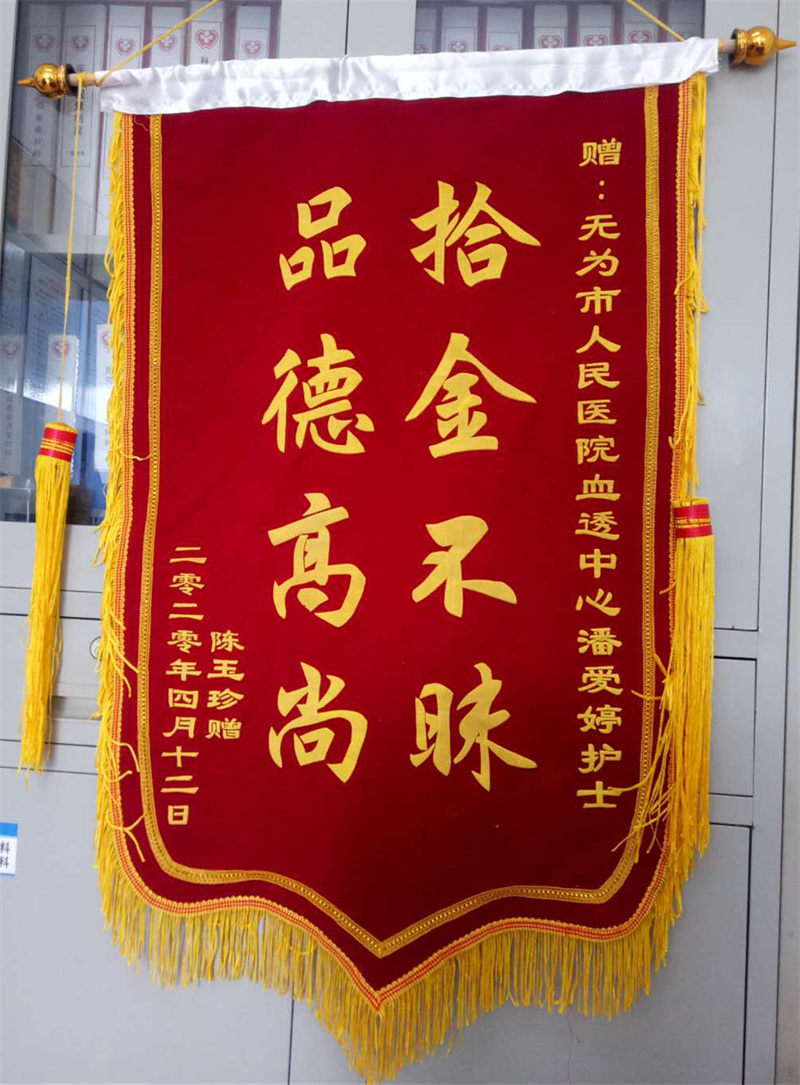 赠：无为市人民医院血透中心潘爱婷护士
拾金不昧
品德高尚
陈玉珍赠
二零二零年四月十二日
料
料